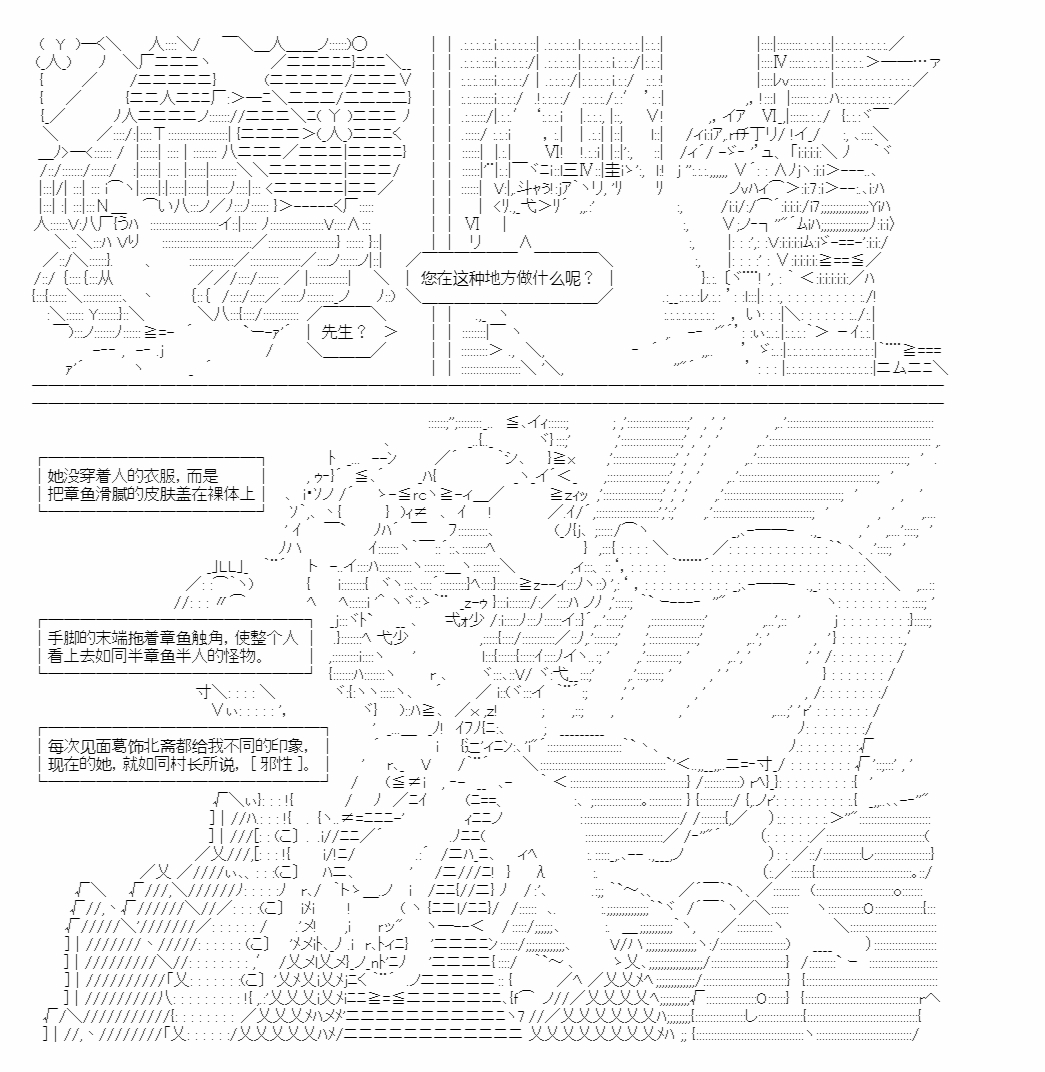 您在这种地方做什么呢？
先生？
她没穿着人的衣服，而是
把章鱼滑腻的皮肤盖在裸体上
手脚的末端拖着章鱼触角，使整个人
看上去如同半章鱼半人的怪物。
每次见面葛饰北斋都给我不同的印象，
现在的她，就如同村长所说，［邪性］。